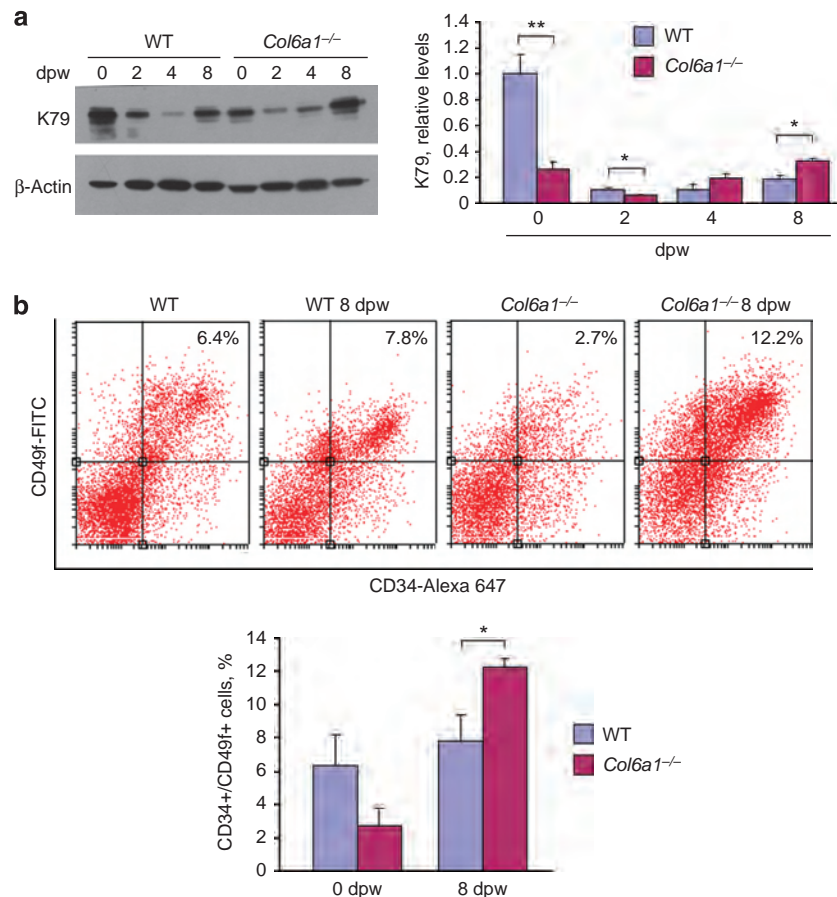 a
WT Col6a1–/–
dpw 0 2 4 8 0 2 4 8
K79
β-Actin
K79, relative levels
1.4
1.2
1.0
0.8
0.6
0.4
0.2
0
**
*
*
WT
Col6a1–/–
0 2 4 8
dpw
b
WT WT 8 dpw Col6a1–/– Col6a1–/– 8 dpw
6.4% 7.8% 2.7% 12.2%
CD49f-FITC
CD34-Alexa 647
CD34+/CD49f+ cells, %
14
12
10
8
6
4
2
0
*
WT
Col6a1–/–
0 dpw 8 dpw